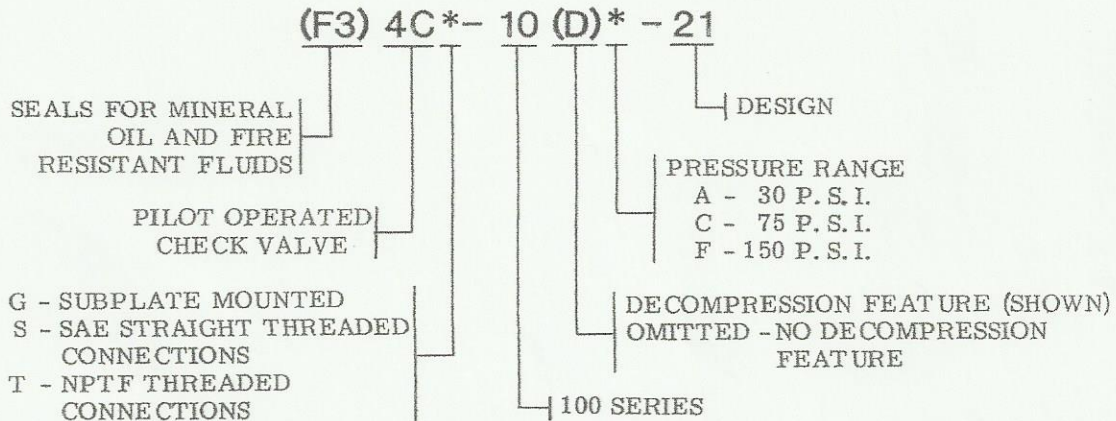 (F3) 4C*- 10 (D)* - 21
SEALS FOR MINERAL
OIL AND FIRE
RESISTANT FLUIDS
DESIGN
PRESSURE RANGE
A - 30 P.S.I.
C - 75 P.S.I.
F - 150 P.S.I.
PILOT OPERATED
CHECK VALVE
G - SUBPLATE MOUNTED
S - SAE STRAIGHT THREADED
CONNECTIONS
T - NPTF THREADED
CONNECTIONS
DECOMPRESSION FEATURE (SHOWN)
OMITTED - NO DECOMPRESSION
FEATURE
100 SERIES